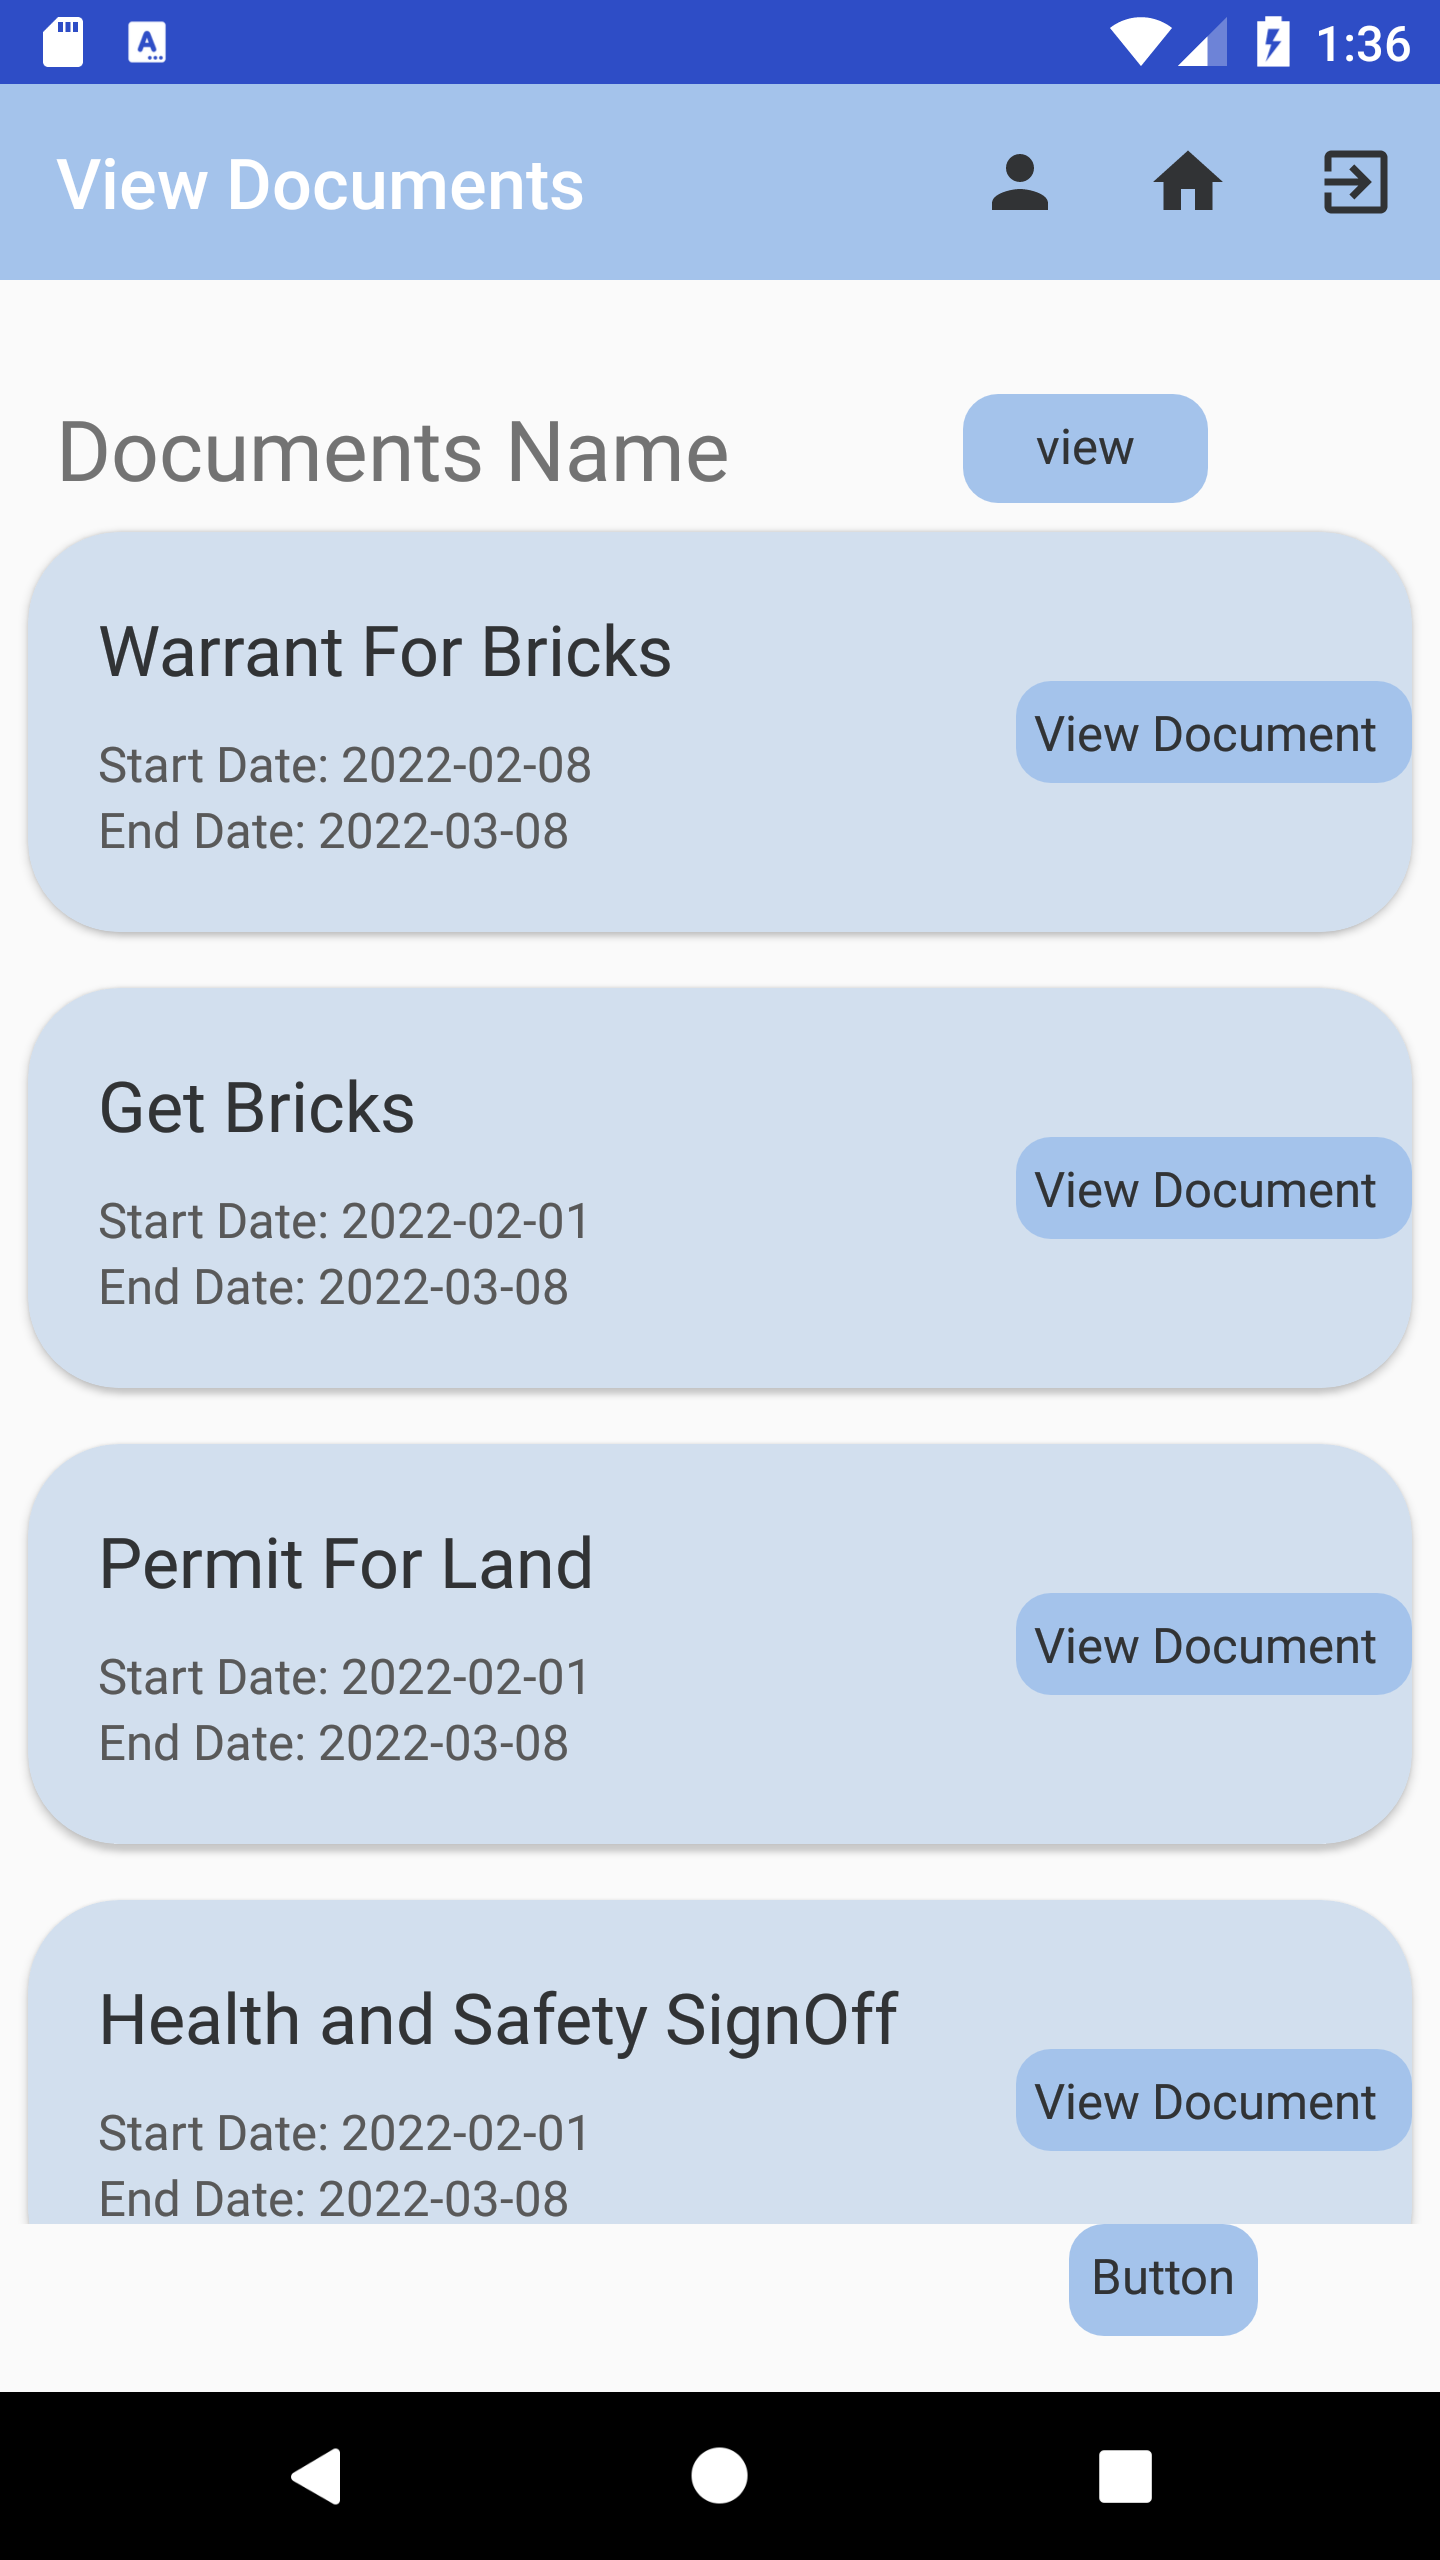 1:36
View Documents
Documents Name
view
Warrant For Bricks
View Document
Start Date: 2022-02-08
End Date: 2022-03-08
Get Bricks
View Document
Start Date: 2022-02-01
End Date: 2022-03-08
Permit For Land
View Document
Start Date: 2022-02-01
End Date: 2022-03-08
Health and Safety SignOff
View Document
Start Date: 2022-02-01
End Date: 2022-03-08
Button